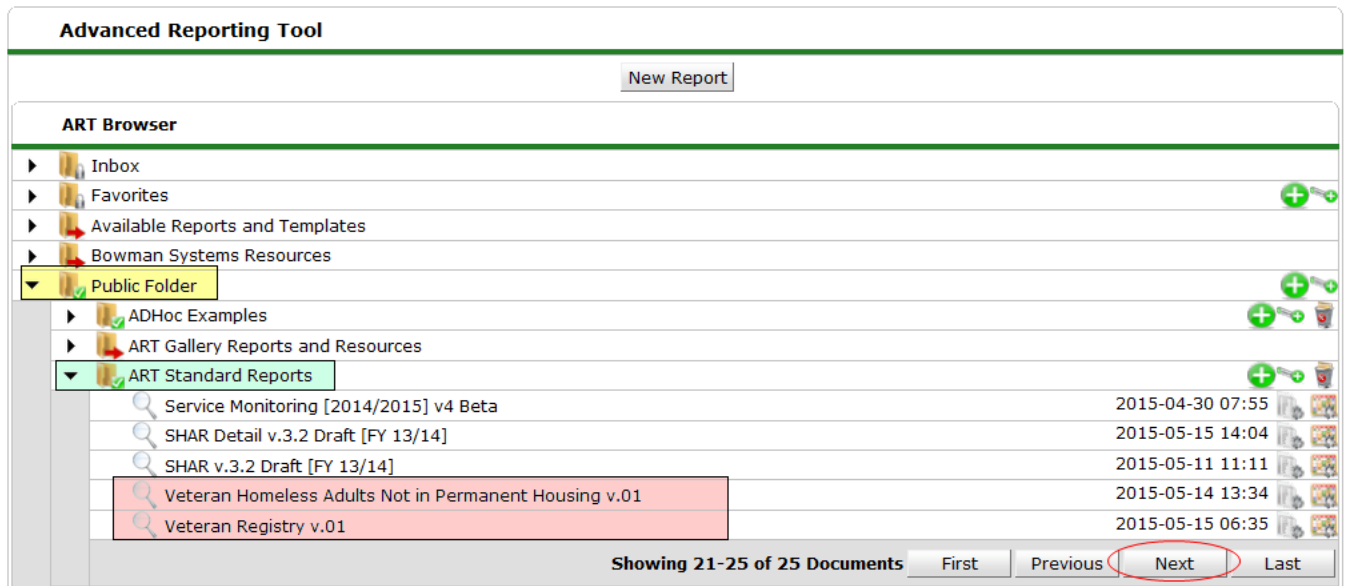 Advanced Reporting Tool
New Report
ART Browser
Inbox
Favorites
Available Reports and Templates
Bowman Systems Resources
Public Folder
ADHoc Examples
ART Gallery Reports and Resources
ART Standard Reports
Service Monitoring [2014/2015] v4 Beta 2015-04-30 07:55
SHAR Detail v.3.2 Draft [FY 13/14] 2015-05-15 14:04
SHAR v.3.2 Draft [FY 13/14] 2015-05-11 11:11
Veteran Homeless Adults Not in Permanent Housing v.01 2015-05-14 13:34
Veteran Registry v.01 2015-05-15 06:35
Showing 21-25 of 25 Documents First Previous Next Last